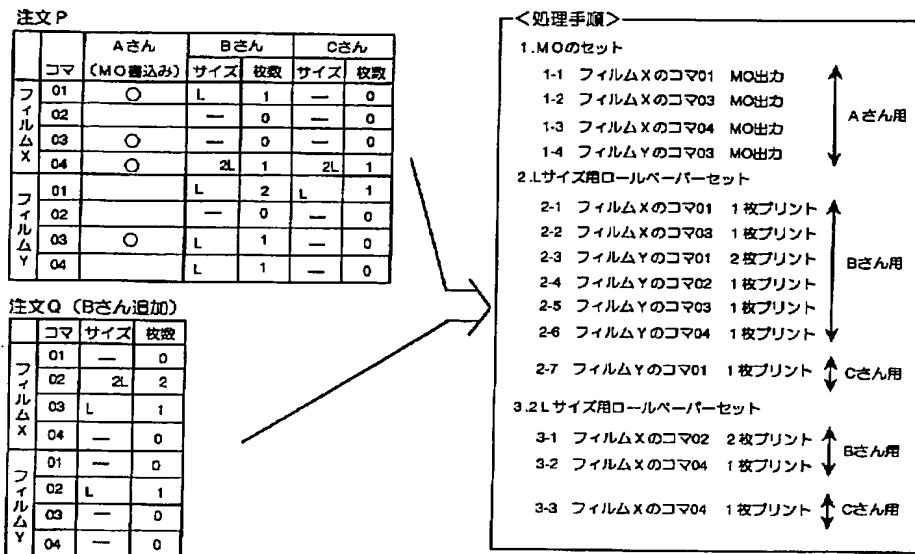 注文P
Aさん Bさん Cさん
コマ (MO書込み) サイズ 枚数 サイズ 枚数
フィルムX
01 ○ L 1 — 0
02 — 0 — 0
03 ○ — 0 — 0
04 ○ 2L 1 2L 1
フィルムY
01 L 2 L 1
02 — 0 — 0
03 ○ L 1 — 0
04 L 1 — 0
注文Q（Bさん追加）
コマ サイズ 枚数
フィルムX
01 — 0
02 2L 2
03 L 1
04 — 0
フィルムY
01 — 0
02 L 1
03 — 0
04 — 0
＜処理手順＞
1.MOのセット
1-1 フィルムXのコマ01 MO出力
1-2 フィルムXのコマ03 MO出力
1-3 フィルムXのコマ04 MO出力
1-4 フィルムYのコマ03 MO出力
Aさん用
2.Lサイズ用ロールペーパーセット
2-1 フィルムXのコマ01 1枚プリント
2-2 フィルムXのコマ03 1枚プリント
2-3 フィルムYのコマ01 2枚プリント
2-4 フィルムYのコマ02 1枚プリント
2-5 フィルムYのコマ03 1枚プリント
2-6 フィルムYのコマ04 1枚プリント
Bさん用
2-7 フィルムYのコマ01 1枚プリント Cさん用
3.2Lサイズ用ロールペーパーセット
3-1 フィルムXのコマ02 2枚プリント
3-2 フィルムXのコマ04 1枚プリント
Bさん用
3-3 フィルムXのコマ04 1枚プリント Cさん用